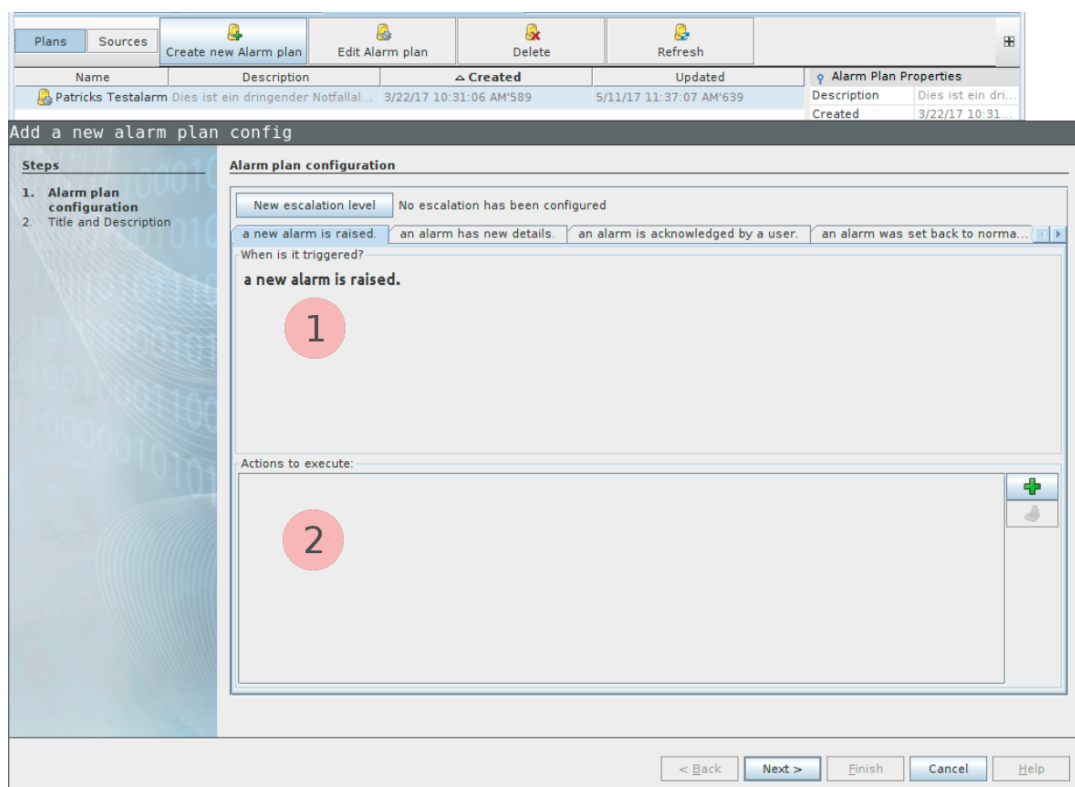 Plans Sources Create new Alarm plan Edit Alarm plan Delete Refresh
Name Description Created Updated Alarm Plan Properties
Patricks Testalarm Dies ist ein dringender Notfallal... 3/22/17 10:31:06 AM'589 5/11/17 11:37:07 AM'639 Description Dies ist ein dri...
Created 3/22/17 10:31...
Add a new alarm plan config
Steps
1. Alarm plan
configuration
2. Title and Description
Alarm plan configuration
New escalation level No escalation has been configured
a new alarm is raised. an alarm has new details. an alarm is acknowledged by a user. an alarm was set back to norma...
When is it triggered?
a new alarm is raised.
1
Actions to execute:
2
< Back Next > Finish Cancel Help